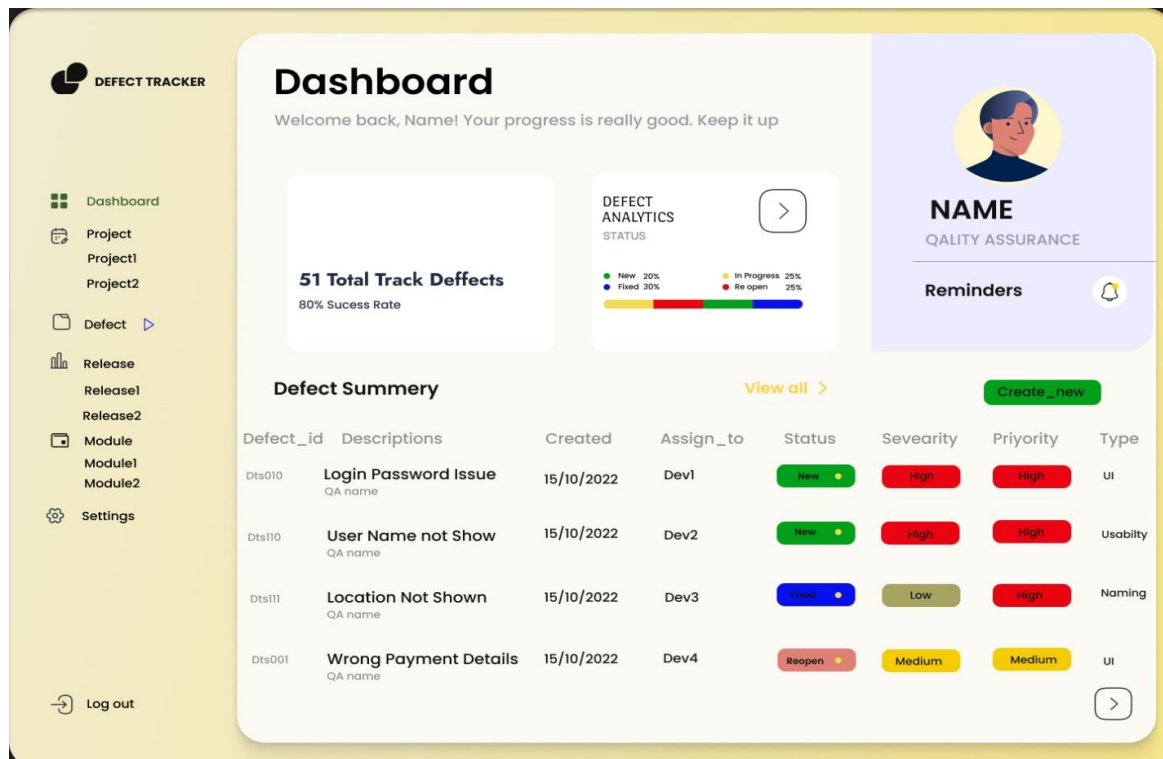 DEFECT TRACKER
Dashboard
Project
Project1
Project2
Defect
Release
Release1
Release2
Module
Module1
Module2
Settings
Log out
Dashboard
Welcome back, Name! Your progress is really good. Keep it up
51 Total Track Deffects
80% Sucess Rate
DEFECT
ANALYTICS
STATUS
New 20% In Progress 25%
Fixed 30% Re open 25%
NAME
QALITY ASSURANCE
Reminders
Defect Summery View all Create_new
Defect_id Descriptions Created Assign_to Status Sevearity Priyority Type
Dts010 Login Password Issue 15/10/2022 Dev1 New High High UI
QA name
Dts110 User Name not Show 15/10/2022 Dev2 New High High Usabilty
QA name
Dts111 Location Not Shown 15/10/2022 Dev3 Fixed Low High Naming
QA name
Dts001 Wrong Payment Details 15/10/2022 Dev4 Reopen Medium Medium UI
QA name